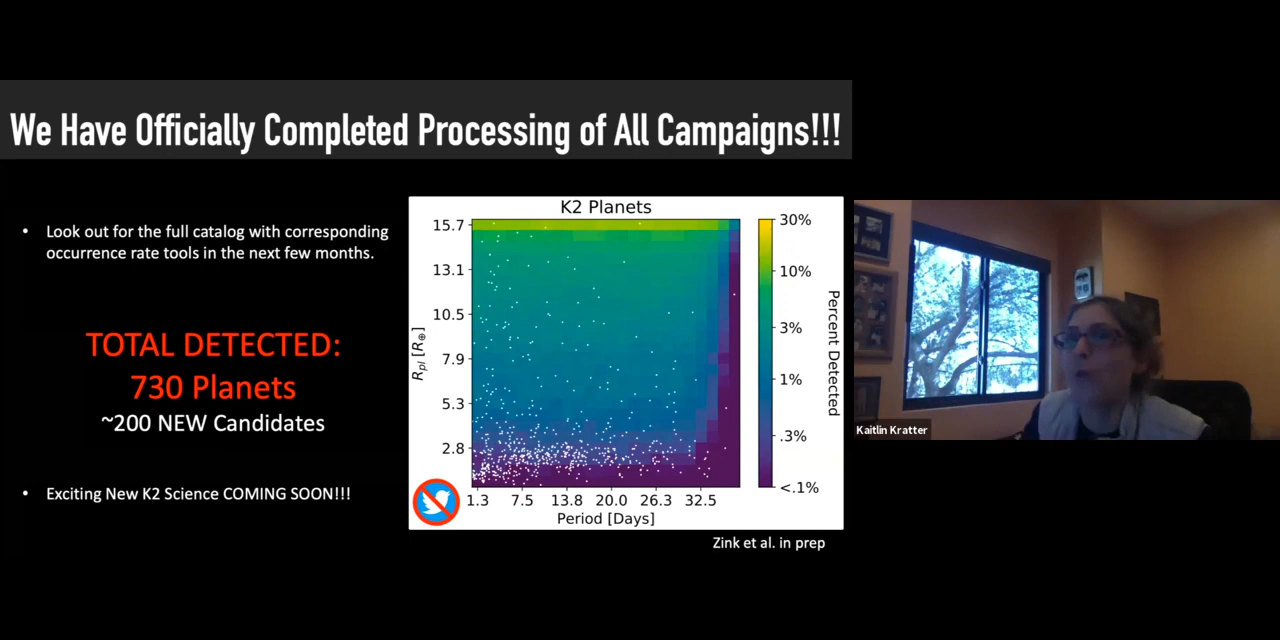 We Have Officially Completed Processing of All Campaigns!!!
• Look out for the full catalog with corresponding
occurrence rate tools in the next few months.
TOTAL DETECTED:
730 Planets
~200 NEW Candidates
• Exciting New K2 Science COMING SOON!!!
K2 Planets
15.7
13.1
10.5
7.9
5.3
2.8
R_pl [R_⊕]
1.3 7.5 13.8 20.0 26.3 32.5
Period [Days]
30%
10%
3%
1%
.3%
<.1%
Percent Detected
Zink et al. in prep
Kaitlin Kratter